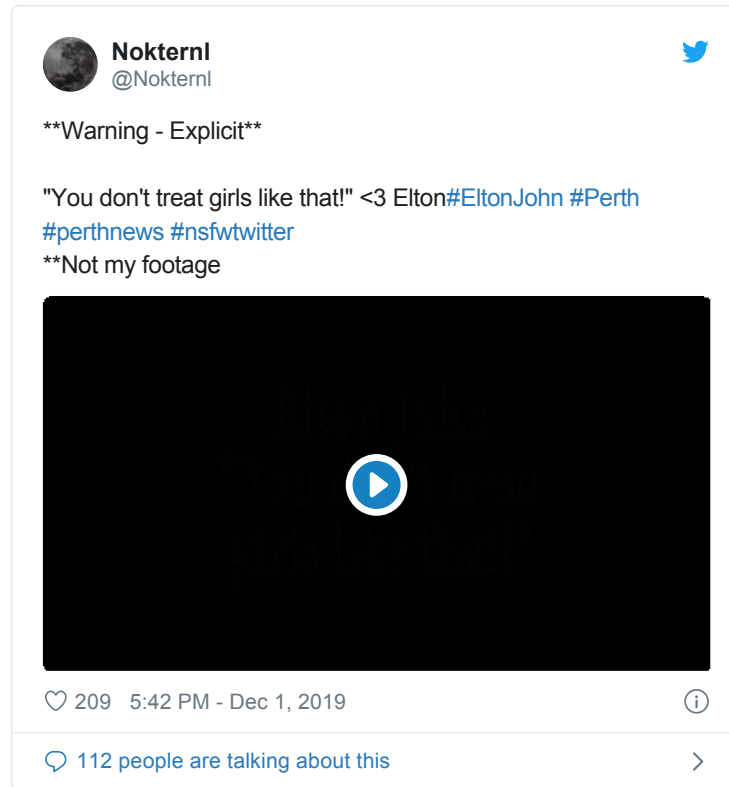 Nokternl
@Nokternl
**Warning - Explicit**
"You don't treat girls like that!" <3 Elton#EltonJohn #Perth
#perthnews #nsfwtwitter
**Not my footage
Elton John
"You treat
girls like that!"
209 5:42 PM - Dec 1, 2019
112 people are talking about this